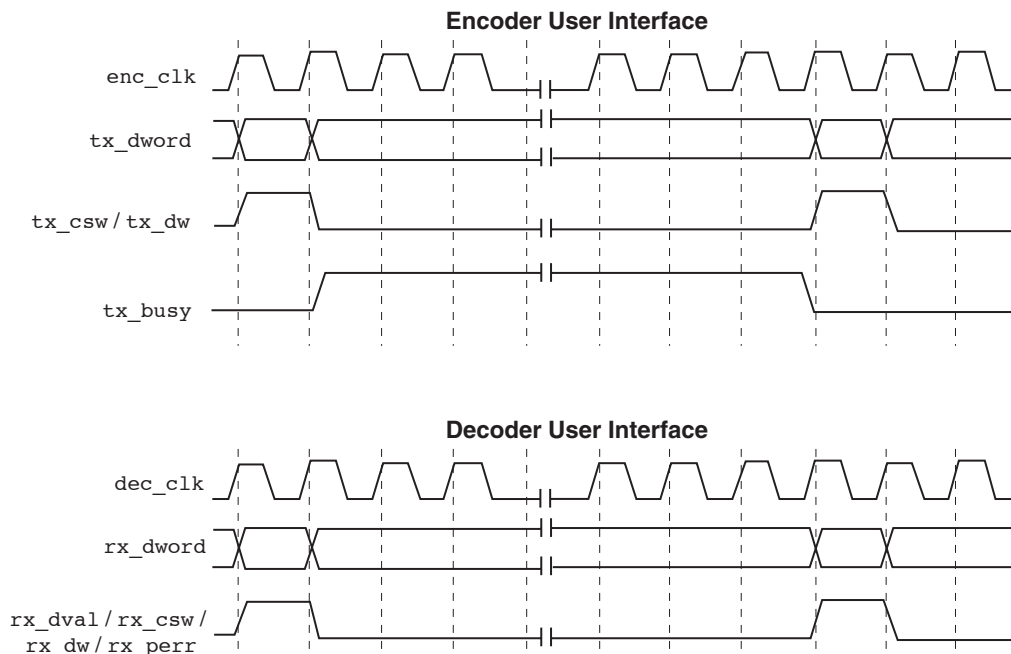 Encoder User Interface
enc_clk
tx_dword
tx_csw / tx_dw
tx_busy
Decoder User Interface
dec_clk
rx_dword
rx_dval / rx_csw /
rx_dw / rx_perr